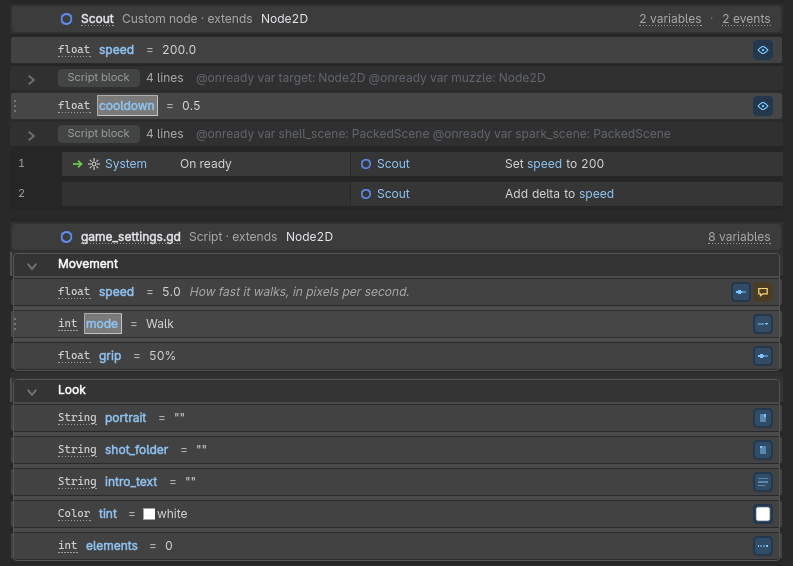 Scout Custom node · extends Node2D 2 variables · 2 events
float speed = 200.0
Script block 4 lines @onready var target: Node2D @onready var muzzle: Node2D
float cooldown = 0.5
Script block 4 lines @onready var shell_scene: PackedScene @onready var spark_scene: PackedScene
1 System On ready Scout Set speed to 200
2 Scout Add delta to speed
game_settings.gd Script · extends Node2D 8 variables
Movement
float speed = 5.0 How fast it walks, in pixels per second.
int mode = Walk
float grip = 50%
Look
String portrait = ""
String shot_folder = ""
String intro_text = ""
Color tint = white
int elements = 0